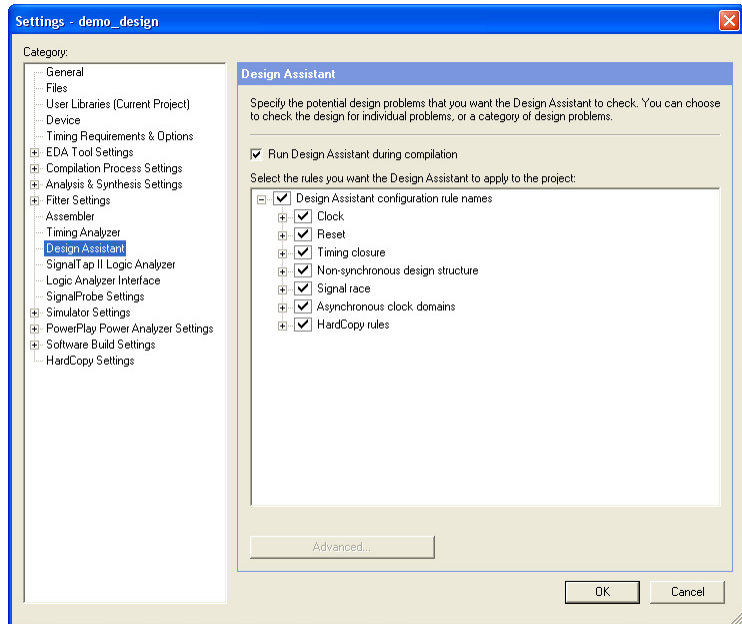 Settings - demo_design
Category:
General
Files
User Libraries (Current Project)
Device
Timing Requirements & Options
EDA Tool Settings
Compilation Process Settings
Analysis & Synthesis Settings
Fitter Settings
Assembler
Timing Analyzer
Design Assistant
SignalTap II Logic Analyzer
Logic Analyzer Interface
SignalProbe Settings
Simulator Settings
PowerPlay Power Analyzer Settings
Software Build Settings
HardCopy Settings
Design Assistant
Specify the potential design problems that you want the Design Assistant to check. You can choose
to check the design for individual problems, or a category of design problems.
Run Design Assistant during compilation
Select the rules you want the Design Assistant to apply to the project:
Design Assistant configuration rule names
Clock
Reset
Timing closure
Non-synchronous design structure
Signal race
Asynchronous clock domains
HardCopy rules
Advanced...
OK
Cancel